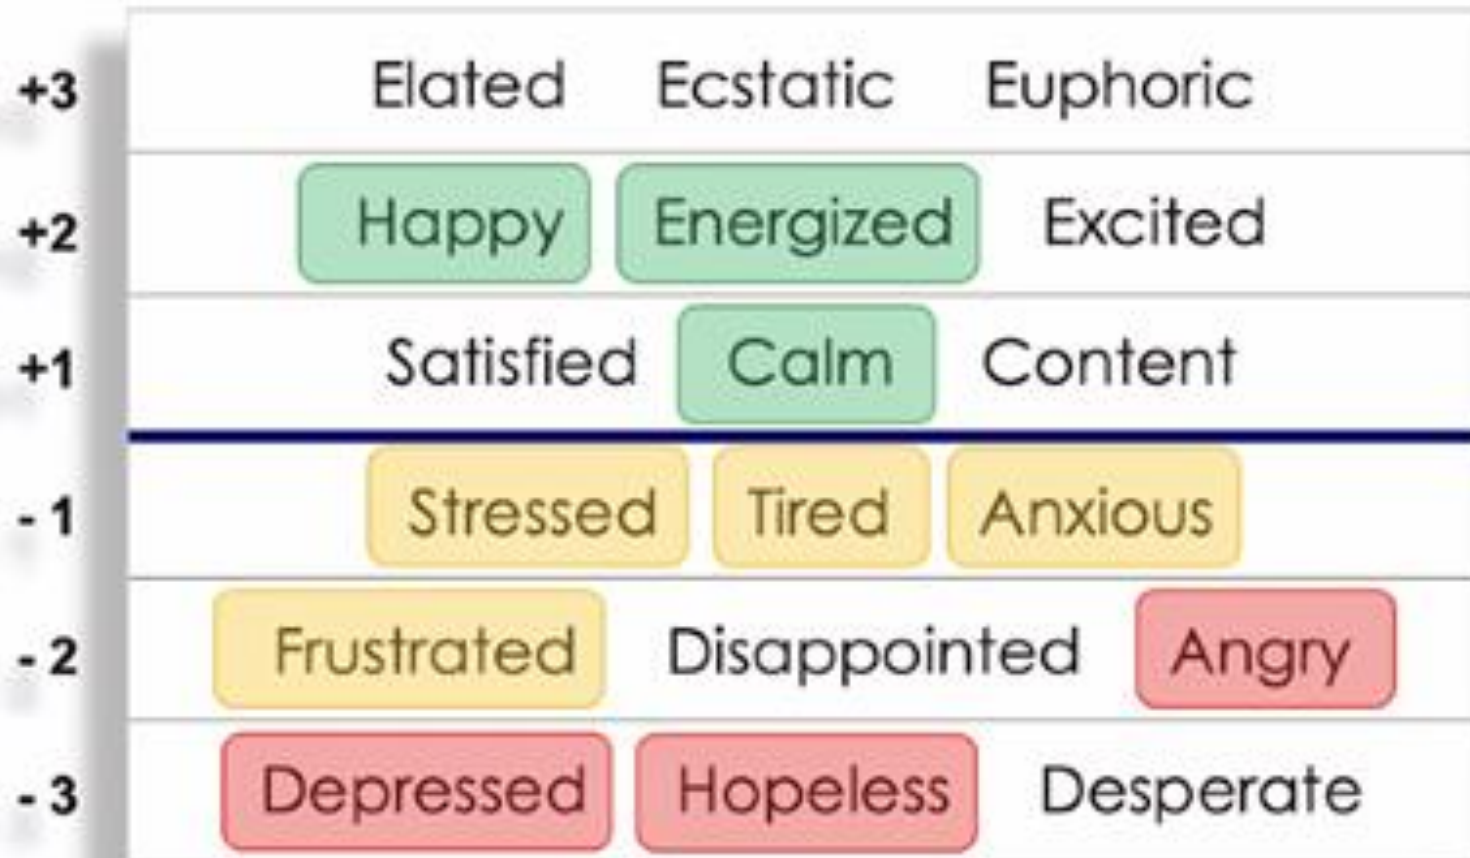 +3 Elated Ecstatic Euphoric
+2 Happy Energized Excited
+1 Satisfied Calm Content
- 1 Stressed Tired Anxious
- 2 Frustrated Disappointed Angry
- 3 Depressed Hopeless Desperate